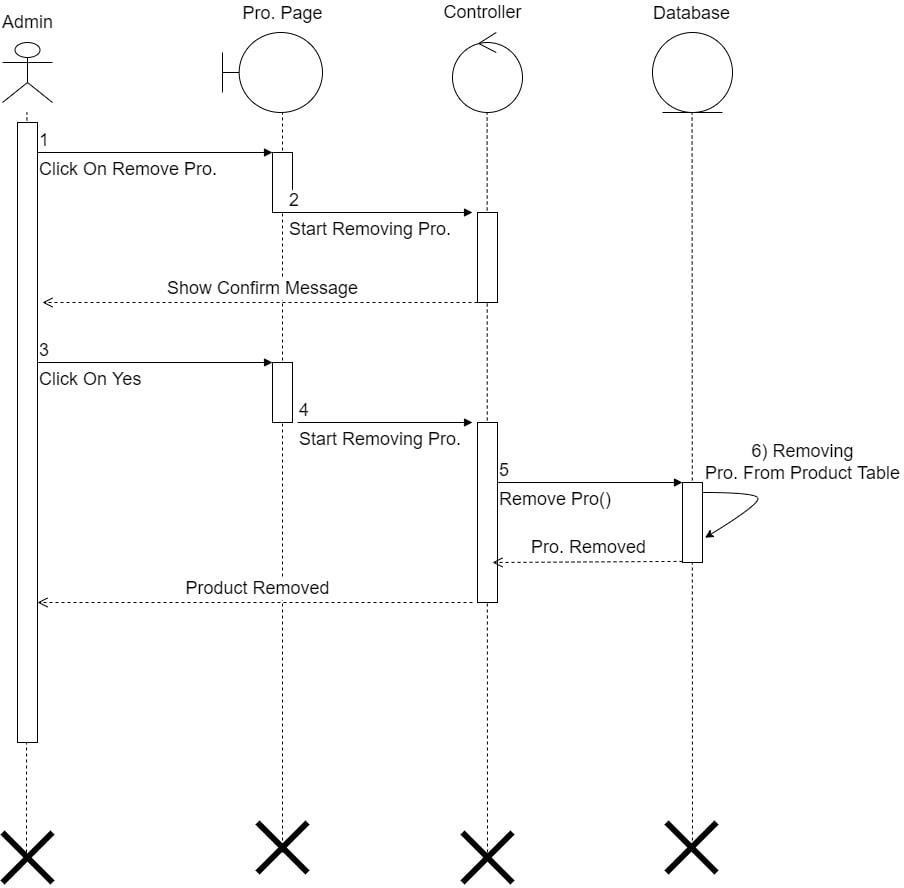 Admin
Pro. Page
Controller
Database
1
Click On Remove Pro.
2
Start Removing Pro.
Show Confirm Message
3
Click On Yes
4
Start Removing Pro.
6) Removing
Pro. From Product Table
5
Remove Pro()
Pro. Removed
Product Removed